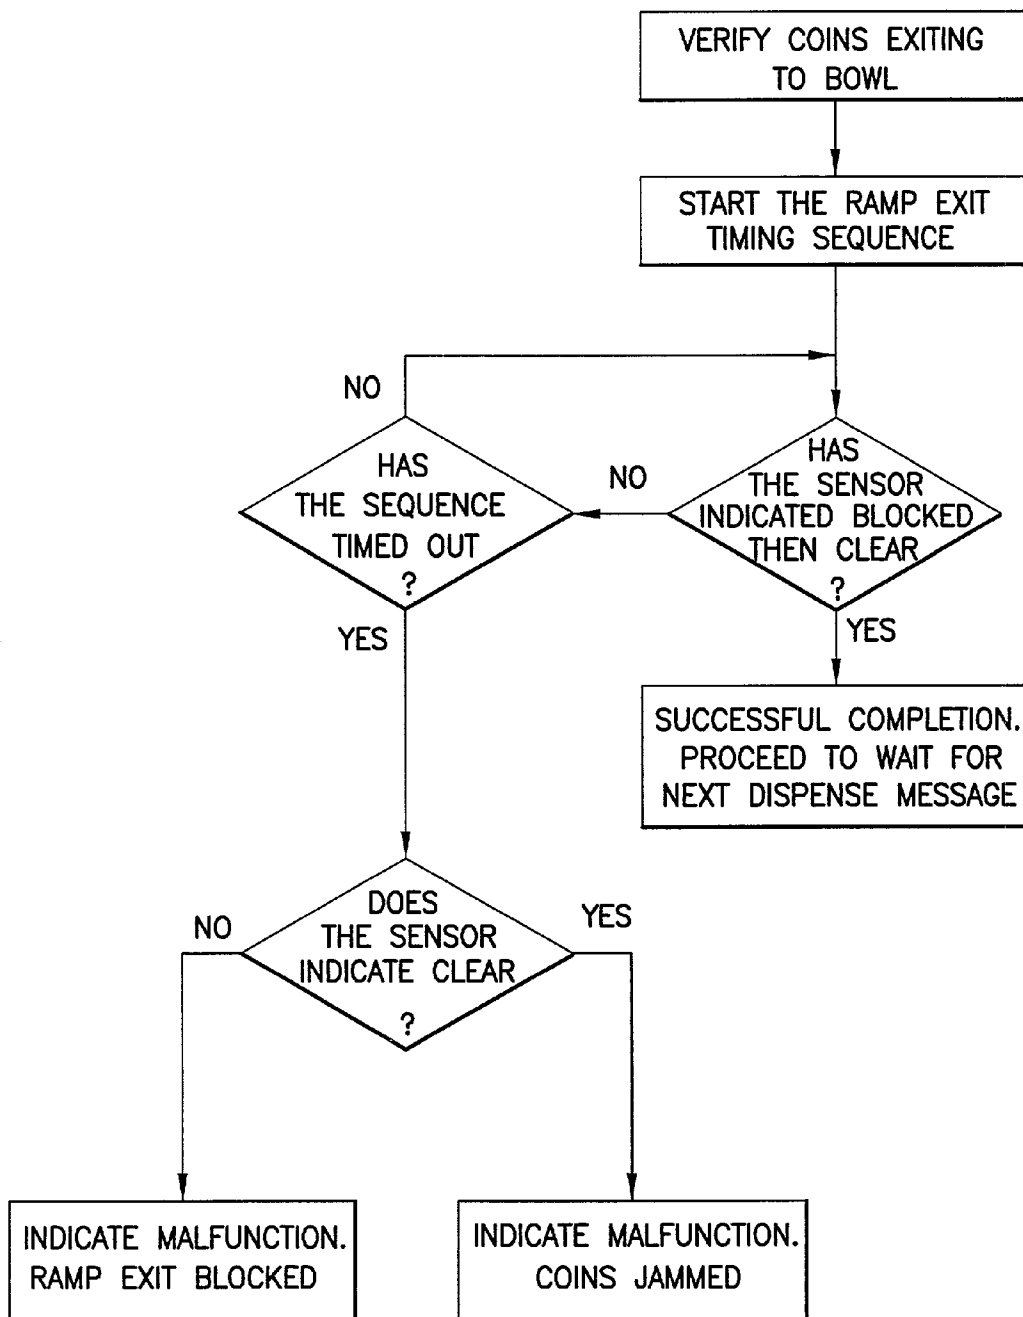 VERIFY COINS EXITING
TO BOWL
START THE RAMP EXIT
TIMING SEQUENCE
NO
HAS
THE SEQUENCE
TIMED OUT
?
NO
HAS
THE SENSOR
INDICATED BLOCKED
THEN CLEAR
?
YES
YES
SUCCESSFUL COMPLETION.
PROCEED TO WAIT FOR
NEXT DISPENSE MESSAGE
NO
DOES
THE SENSOR
INDICATE CLEAR
?
YES
INDICATE MALFUNCTION.
RAMP EXIT BLOCKED
INDICATE MALFUNCTION.
COINS JAMMED